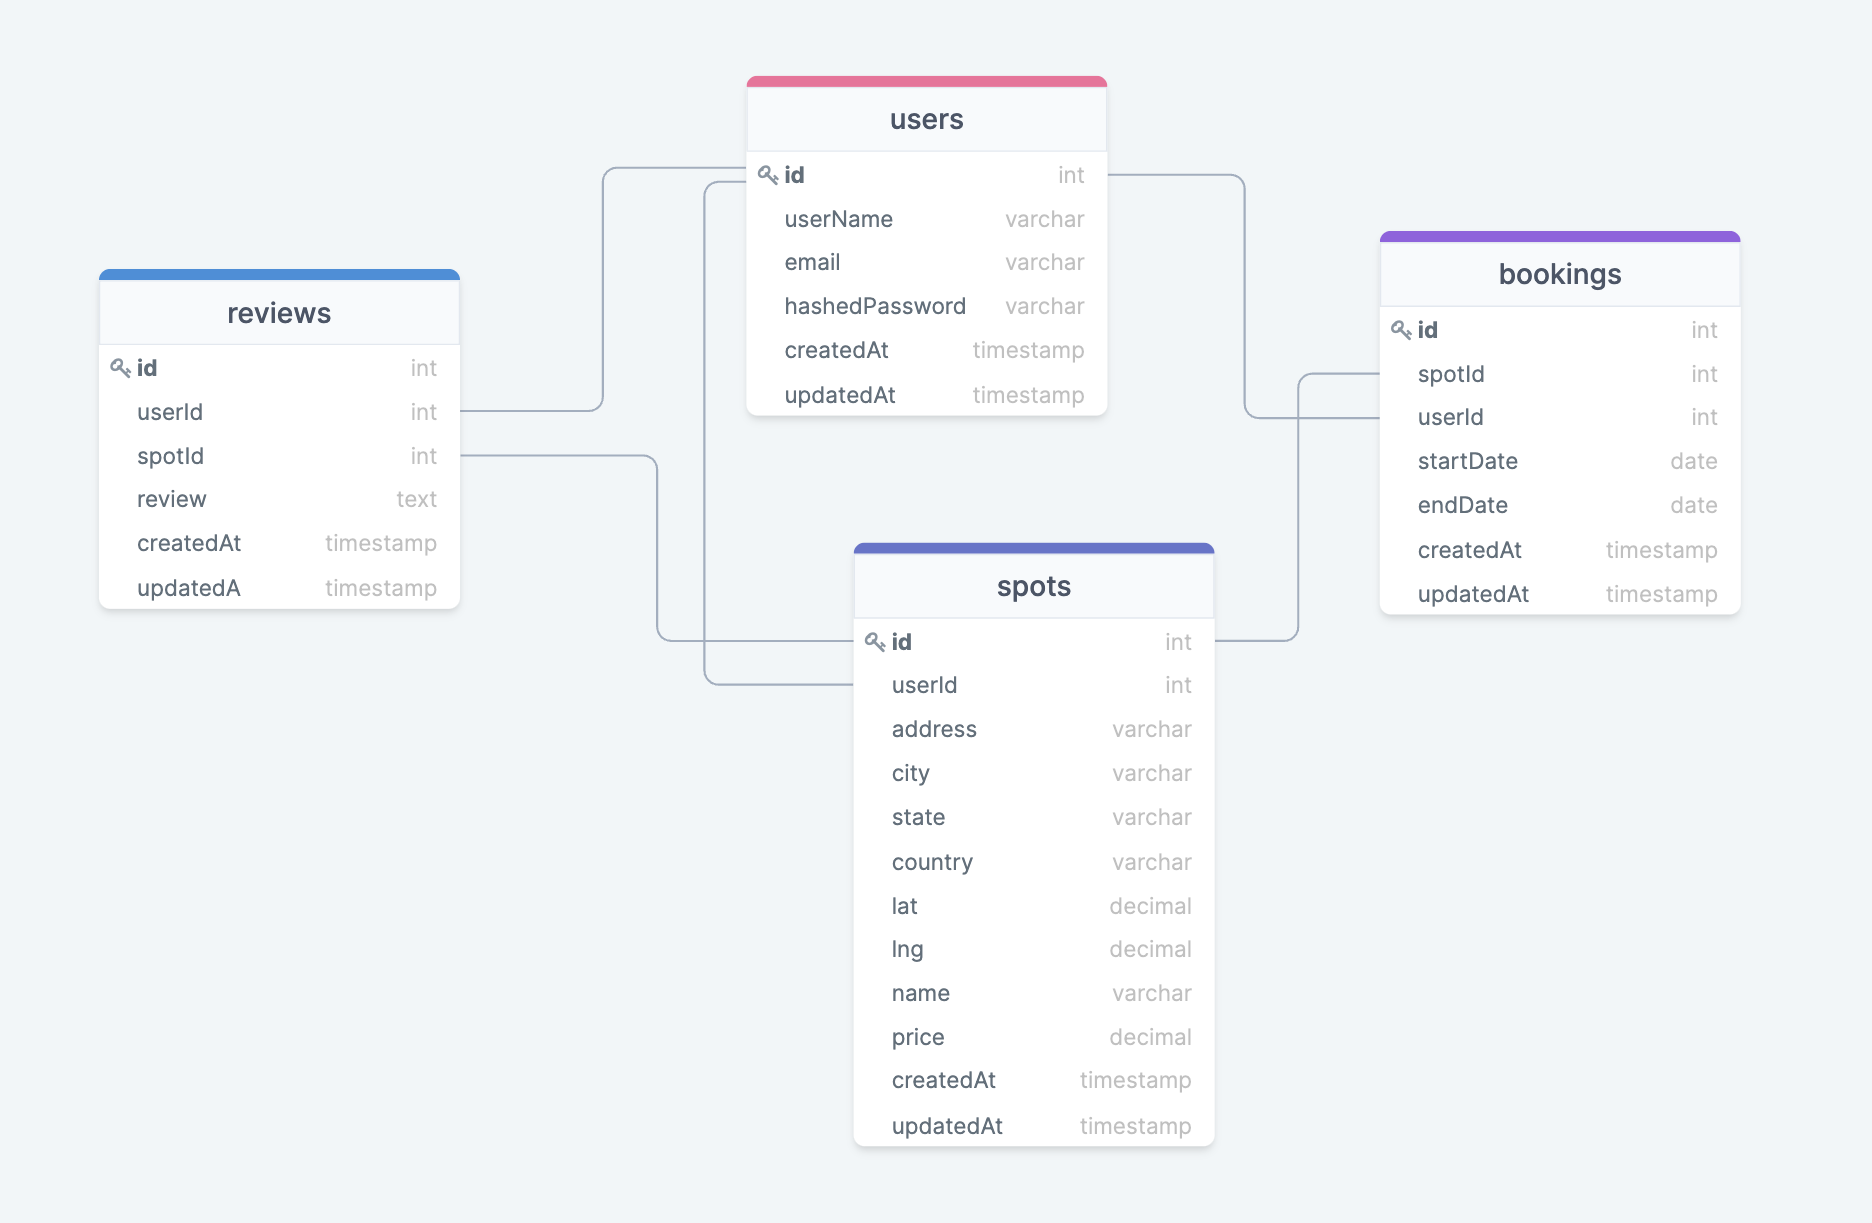 users
id int
userName varchar
email varchar
hashedPassword varchar
createdAt timestamp
updatedAt timestamp
reviews
id int
userId int
spotId int
review text
createdAt timestamp
updatedA timestamp
bookings
id int
spotId int
userId int
startDate date
endDate date
createdAt timestamp
updatedAt timestamp
spots
id int
userId int
address varchar
city varchar
state varchar
country varchar
lat decimal
lng decimal
name varchar
price decimal
createdAt timestamp
updatedAt timestamp